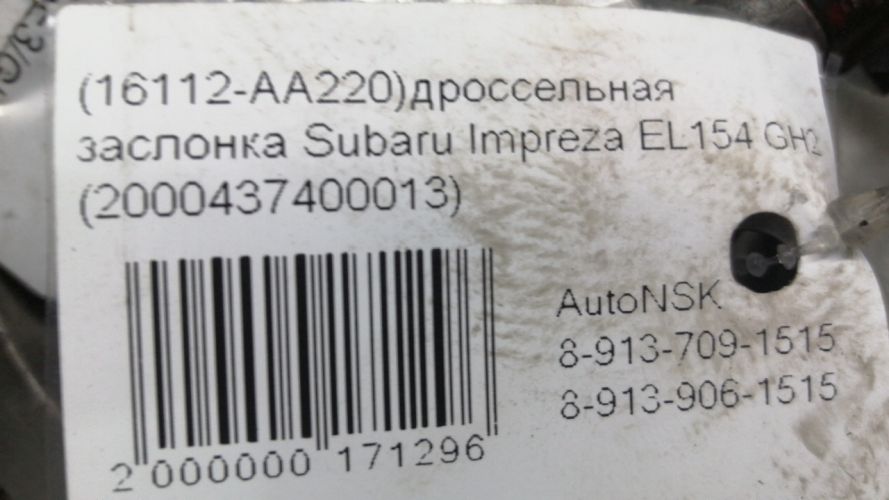 (16112-AA220)дроссельная
заслонка Subaru Impreza EL154 GH2
(2000437400013)
AutoNSK
8-913-709-1515
8-913-906-1515
2 000000 171296